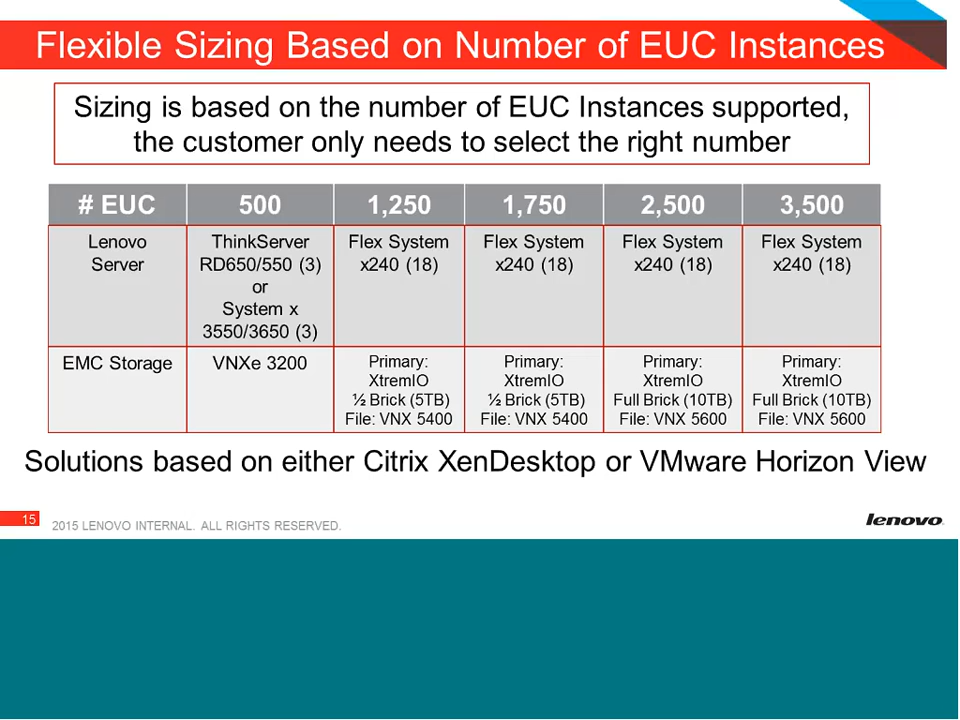 Flexible Sizing Based on Number of EUC Instances
Sizing is based on the number of EUC Instances supported,
the customer only needs to select the right number
# EUC 500 1,250 1,750 2,500 3,500
Lenovo
Server
ThinkServer
RD650/550 (3)
or
System x
3550/3650 (3)
Flex System
x240 (18)
Flex System
x240 (18)
Flex System
x240 (18)
Flex System
x240 (18)
EMC Storage
VNXe 3200
Primary:
XtremIO
½ Brick (5TB)
File: VNX 5400
Primary:
XtremIO
½ Brick (5TB)
File: VNX 5400
Primary:
XtremIO
Full Brick (10TB)
File: VNX 5600
Primary:
XtremIO
Full Brick (10TB)
File: VNX 5600
Solutions based on either Citrix XenDesktop or VMware Horizon View
15
2015 LENOVO INTERNAL. ALL RIGHTS RESERVED.
lenovo